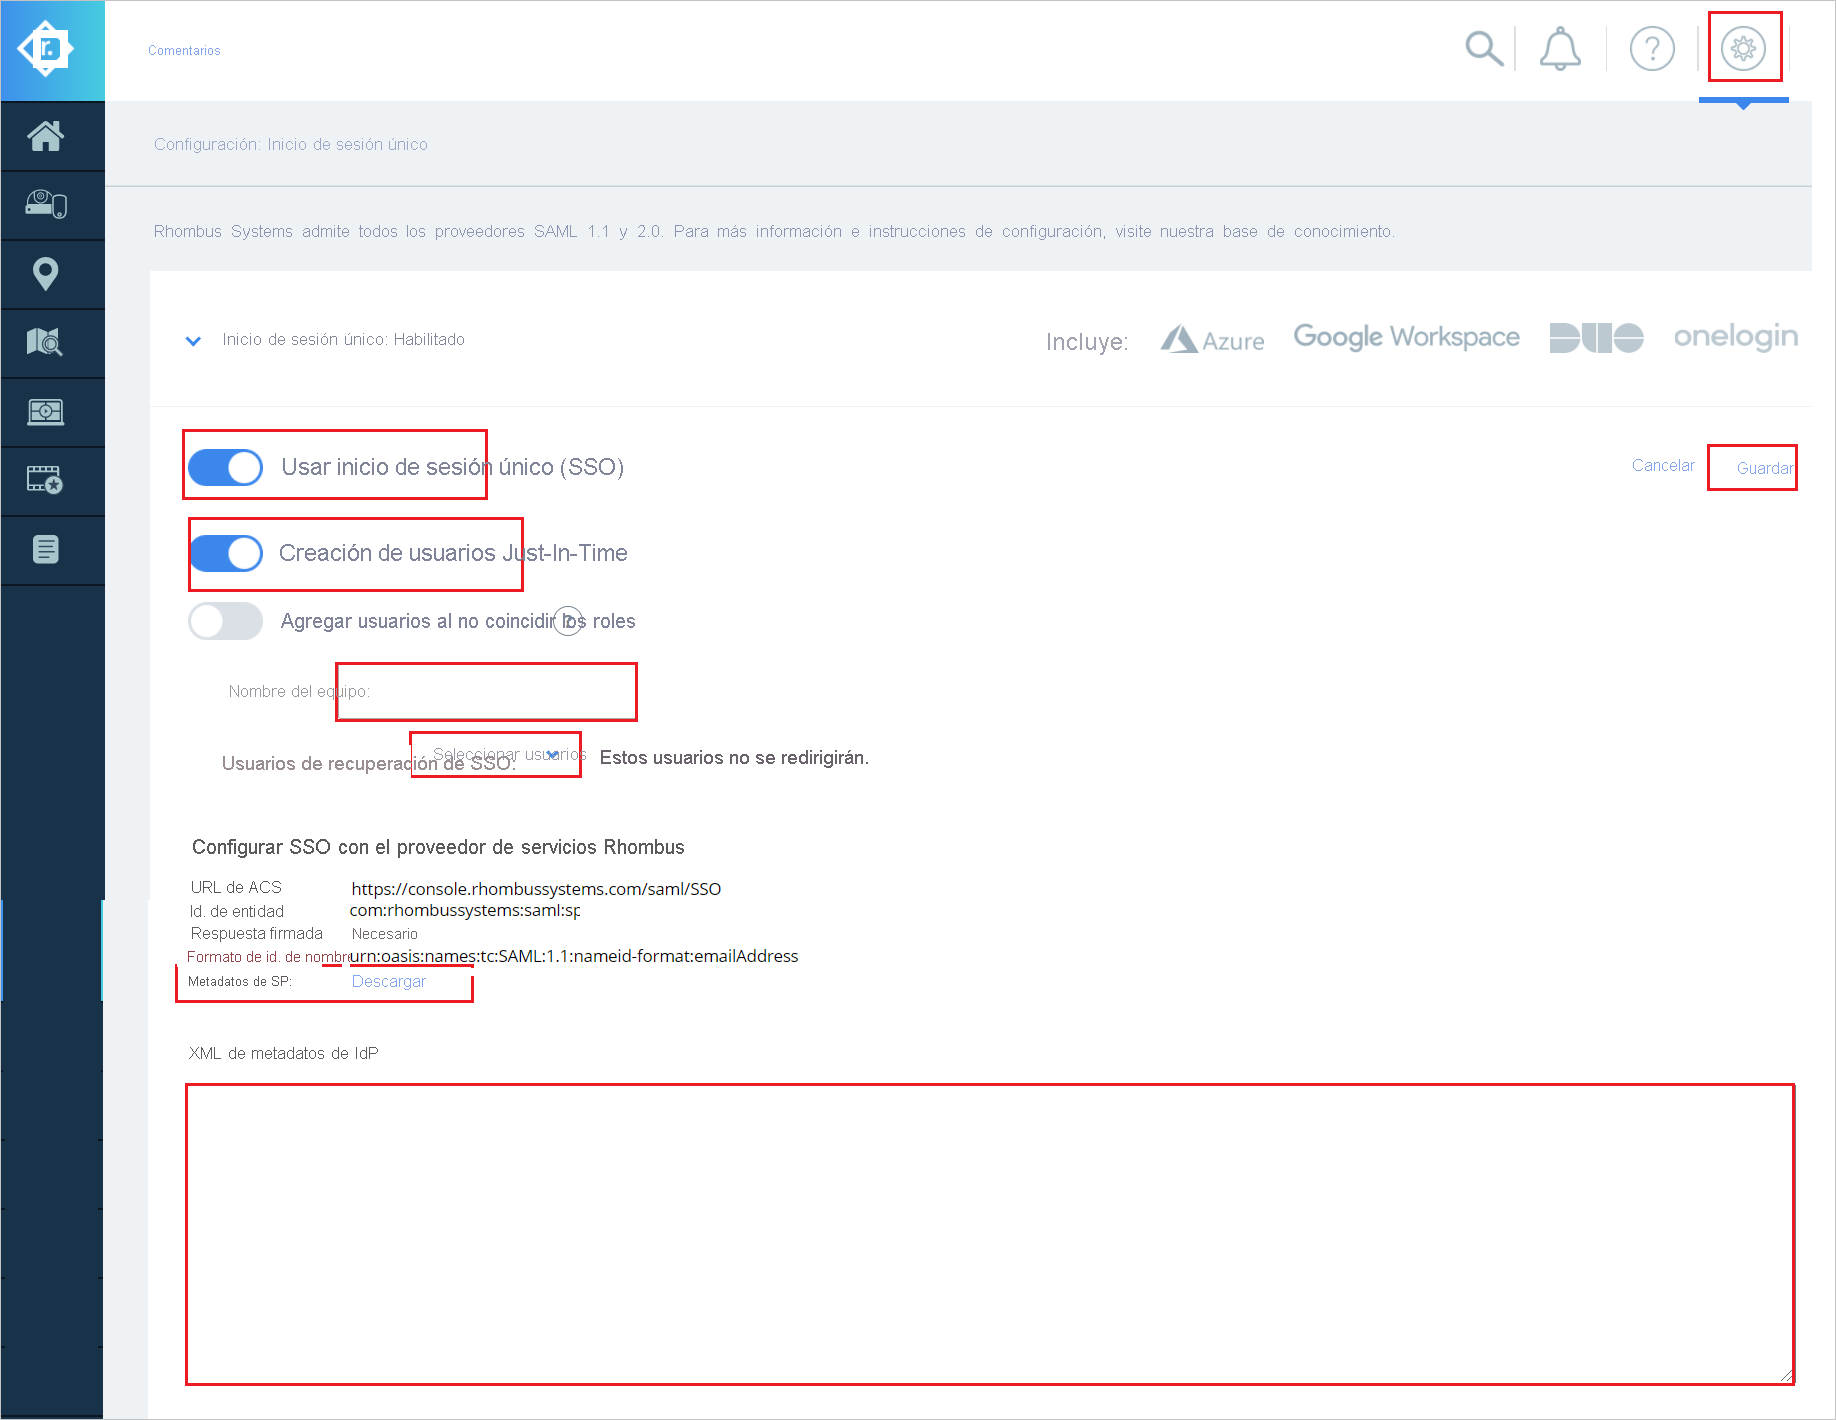 r.
Comentarios
Configuración: Inicio de sesión único
Rhombus Systems admite todos los proveedores SAML 1.1 y 2.0. Para más información e instrucciones de configuración, visite nuestra base de conocimiento.
Inicio de sesión único: Habilitado
Incluye: Azure Google Workspace DUO onelogin
Usar inicio de sesión único (SSO)
Cancelar Guardar
Creación de usuarios Just-In-Time
Agregar usuarios al no coincidir los roles ?
Nombre del equipo:
Usuarios de recuperación de SSO: Seleccionar usuarios Estos usuarios no se redirigirán.
Configurar SSO con el proveedor de servicios Rhombus
URL de ACS https://console.rhombussystems.com/saml/SSO
Id. de entidad com:rhombussystems:saml:sp
Respuesta firmada Necesario
Formato de id. de nombre urn:oasis:names:tc:SAML:1.1:nameid-format:emailAddress
Metadatos de SP: Descargar
XML de metadatos de IdP